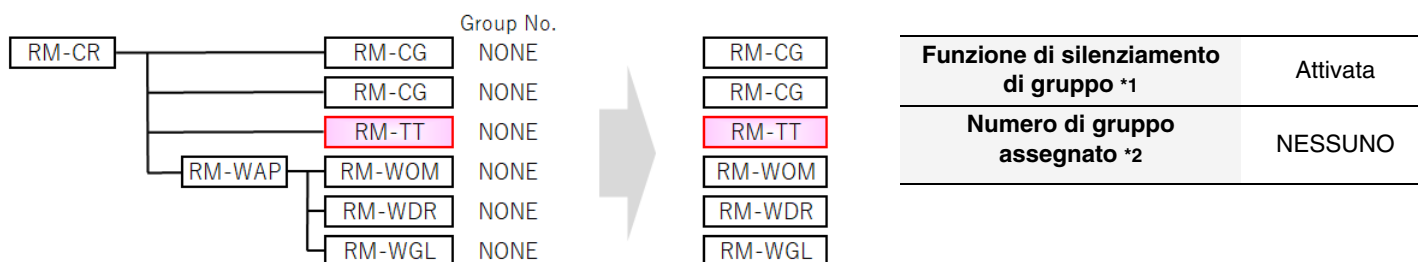 Group No.
RM-CR RM-CG NONE RM-CG
RM-CG NONE RM-CG
RM-TT NONE RM-TT
RM-WAP RM-WOM NONE RM-WOM
RM-WDR NONE RM-WDR
RM-WGL NONE RM-WGL
Funzione di silenziamento
di gruppo *1 Attivata
Numero di gruppo
assegnato *2 NESSUNO